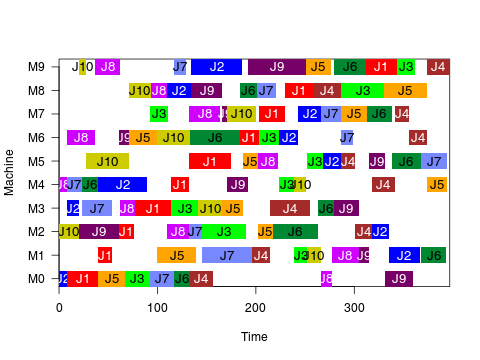 M9 J10 J8 J7 J2 J9 J5 J6 J1 J3 J4
M8 J10 J8 J2 J9 J6 J7 J1 J4 J3 J5
M7 J3 J8 J10 J1 J2 J7 J5 J6 J4
M6 J8 J9 J5 J10 J6 J1 J3 J2 J7 J4
M5 J10 J1 J5 J8 J3 J2 J4 J9 J6 J7
M4 J8 J7 J6 J2 J1 J9 J3 J10 J4 J5
M3 J2 J7 J8 J1 J3 J10 J5 J4 J6 J9
M2 J10 J9 J1 J8 J7 J3 J5 J6 J4 J2
M1 J1 J5 J7 J4 J3 J10 J8 J9 J2 J6
M0 J2 J1 J5 J3 J7 J6 J4 J8 J9
0 100 200 300
Time
Machine